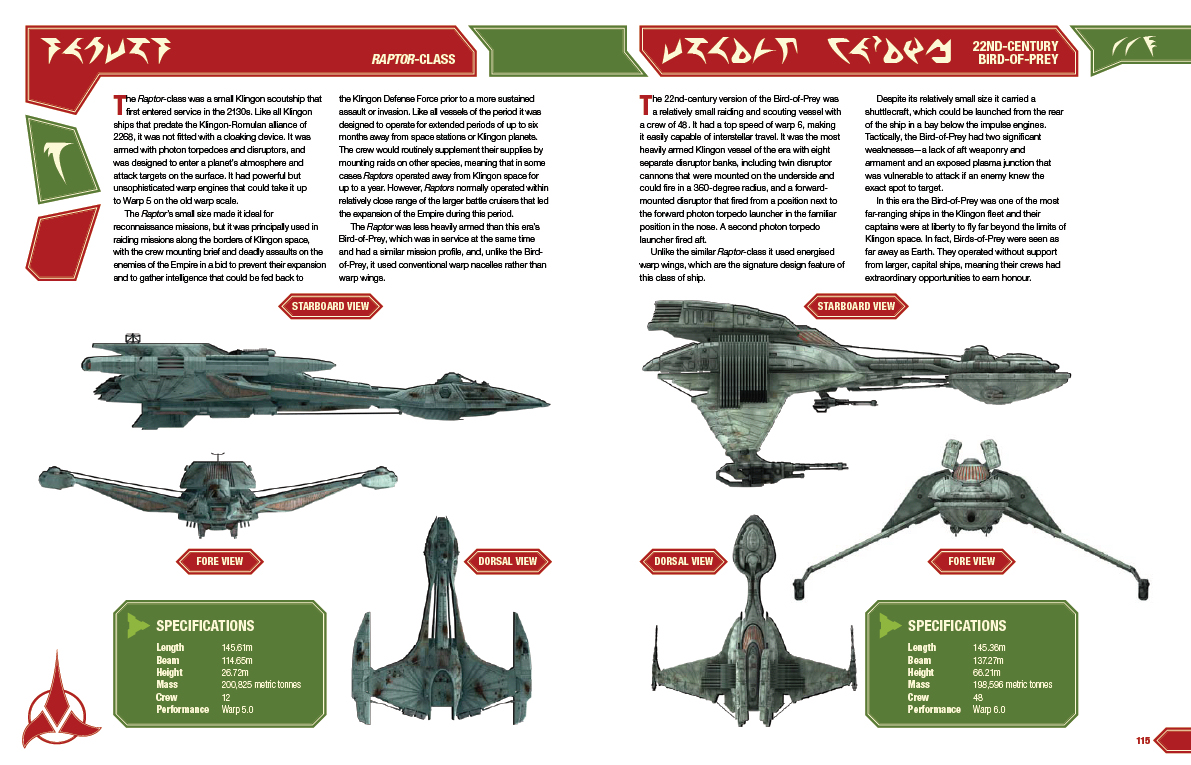 RAPTOR-CLASS
The Raptor-class was a small Klingon scoutship that
first entered service in the 2130s. Like all Klingon
ships that predate the Klingon-Romulan alliance of
2268, it was not fitted with a cloaking device. It was
armed with photon torpedoes and disruptors, and
was designed to enter a planet's atmosphere and
attack targets on the surface. It had powerful but
unsophisticated warp engines that could take it up
to Warp 5 on the old warp scale.
The Raptor's small size made it ideal for
reconnaissance missions, but it was principally used in
raiding missions along the borders of Klingon space,
with the crew mounting brief and deadly assaults on the
enemies of the Empire in a bid to prevent their expansion
and to gather intelligence that could be fed back to
the Klingon Defense Force prior to a more sustained
assault or invasion. Like all vessels of the period it was
designed to operate for extended periods of up to six
months away from space stations or Klingon planets.
The crew would routinely supplement their supplies by
mounting raids on other species, meaning that in some
cases Raptors operated away from Klingon space for
up to a year. However, Raptors normally operated within
relatively close range of the larger battle cruisers that led
the expansion of the Empire during this period.
The Raptor was less heavily armed than this era's
Bird-of-Prey, which was in service at the same time
and had a similar mission profile, and, unlike the Bird-
of-Prey, it used conventional warp nacelles rather than
warp wings.
STARBOARD VIEW
FORE VIEW
DORSAL VIEW
SPECIFICATIONS
Length 145.61m
Beam 114.65m
Height 26.72m
Mass 200,825 metric tonnes
Crew 12
Performance Warp 5.0
22ND-CENTURY
BIRD-OF-PREY
The 22nd-century version of the Bird-of-Prey was
a relatively small raiding and scouting vessel with
a crew of 48. It had a top speed of warp 6, making
it easily capable of interstellar travel. It was the most
heavily armed Klingon vessel of the era with eight
separate disruptor banks, including twin disruptor
cannons that were mounted on the underside and
could fire in a 360-degree radius, and a forward-
mounted disruptor that fired from a position next to
the forward photon torpedo launcher in the familiar
position in the nose. A second photon torpedo
launcher fired aft.
Unlike the similar Raptor-class it used energised
warp wings, which are the signature design feature of
this class of ship.
Despite its relatively small size it carried a
shuttlecraft, which could be launched from the rear
of the ship in a bay below the impulse engines.
Tactically, the Bird-of-Prey had two significant
weaknesses—a lack of aft weaponry and
armament and an exposed plasma junction that
was vulnerable to attack if an enemy knew the
exact spot to target.
In this era the Bird-of-Prey was one of the most
far-ranging ships in the Klingon fleet and their
captains were at liberty to fly far beyond the limits of
Klingon space. In fact, Birds-of-Prey were seen as
far away as Earth. They operated without support
from larger, capital ships, meaning their crews had
extraordinary opportunities to earn honour.
STARBOARD VIEW
DORSAL VIEW
FORE VIEW
SPECIFICATIONS
Length 145.36m
Beam 137.27m
Height 66.21m
Mass 198,596 metric tonnes
Crew 48
Performance Warp 6.0
115